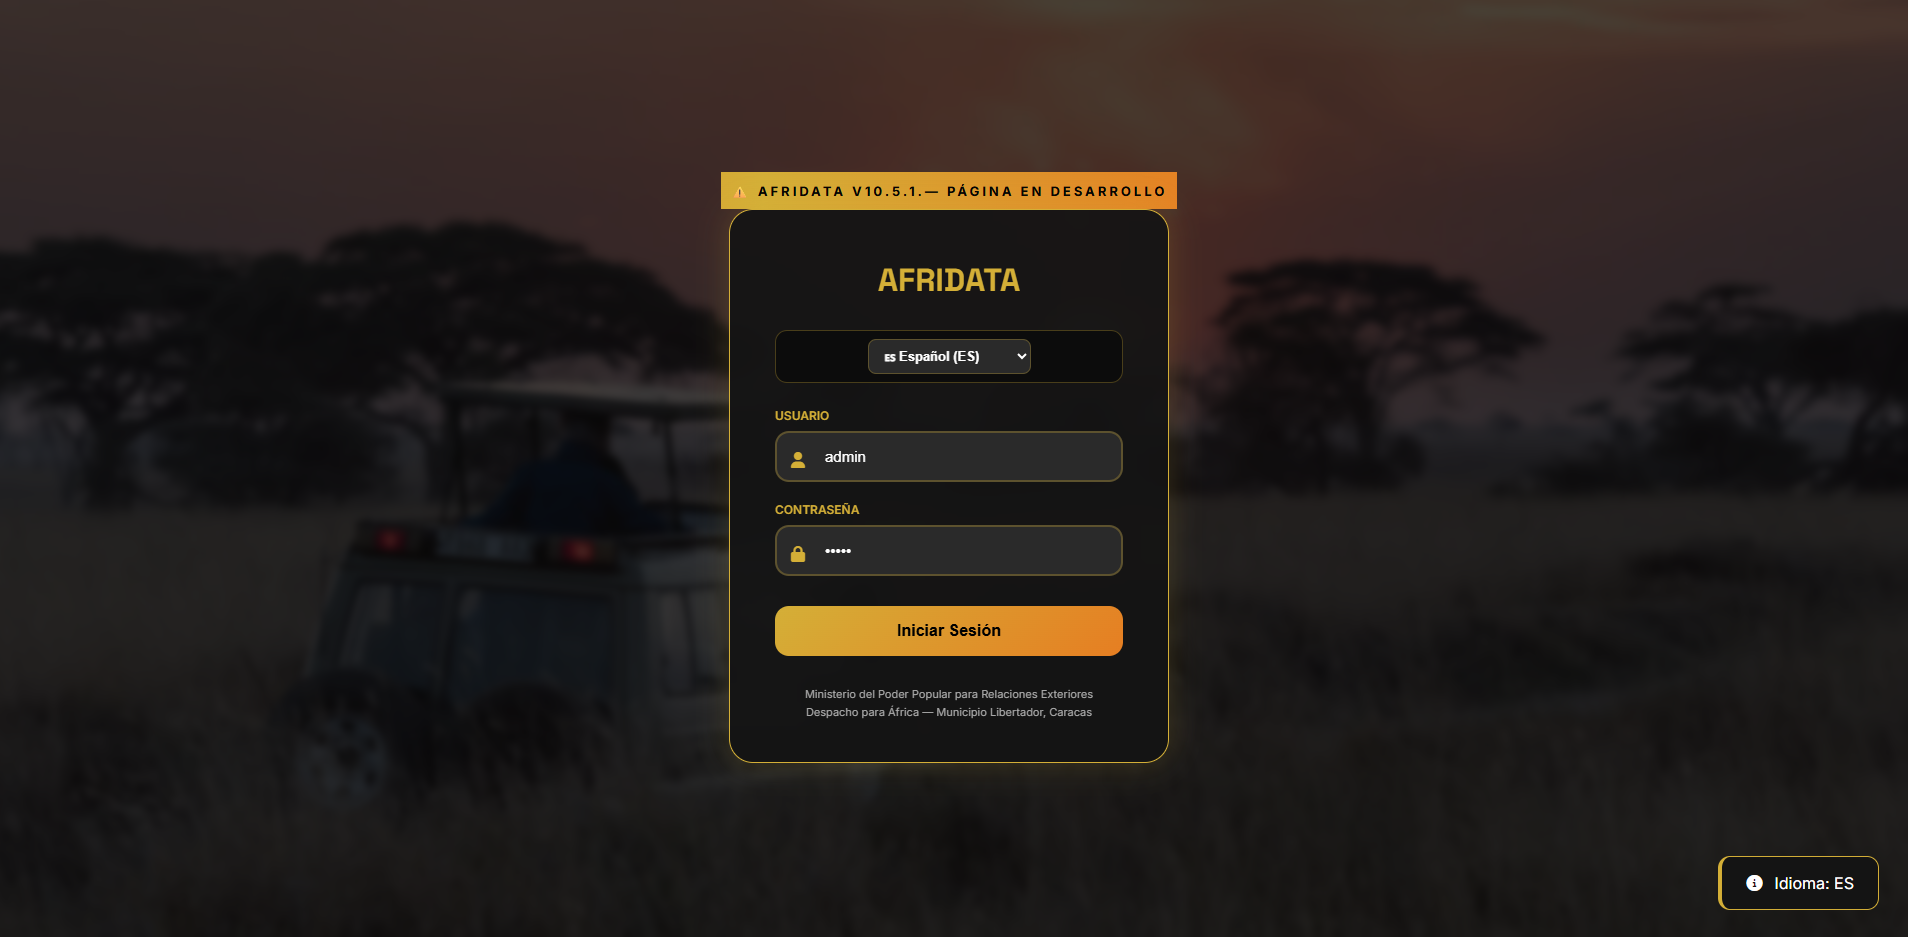 ⚠️ AFRIDATA V10.5.1.— PÁGINA EN DESARROLLO
AFRIDATA
ES Español (ES)
USUARIO
admin
CONTRASEÑA
•••••
Iniciar Sesión
Ministerio del Poder Popular para Relaciones Exteriores
Despacho para África — Municipio Libertador, Caracas
Idioma: ES